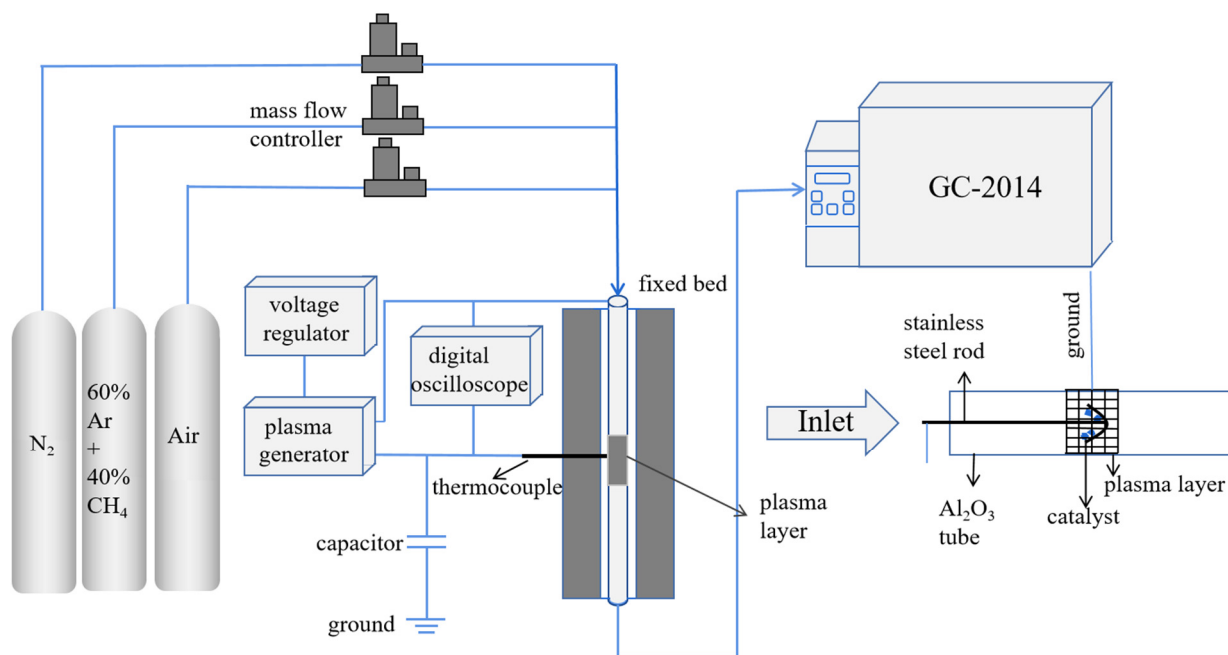 mass flow
controller
GC-2014
fixed bed
voltage
regulator
digital
oscilloscope
plasma
generator
thermocouple
plasma
layer
capacitor
ground
N₂
60%
Ar
+
40%
CH₄
Air
stainless
steel rod
ground
Inlet
Al₂O₃
tube
catalyst
plasma layer